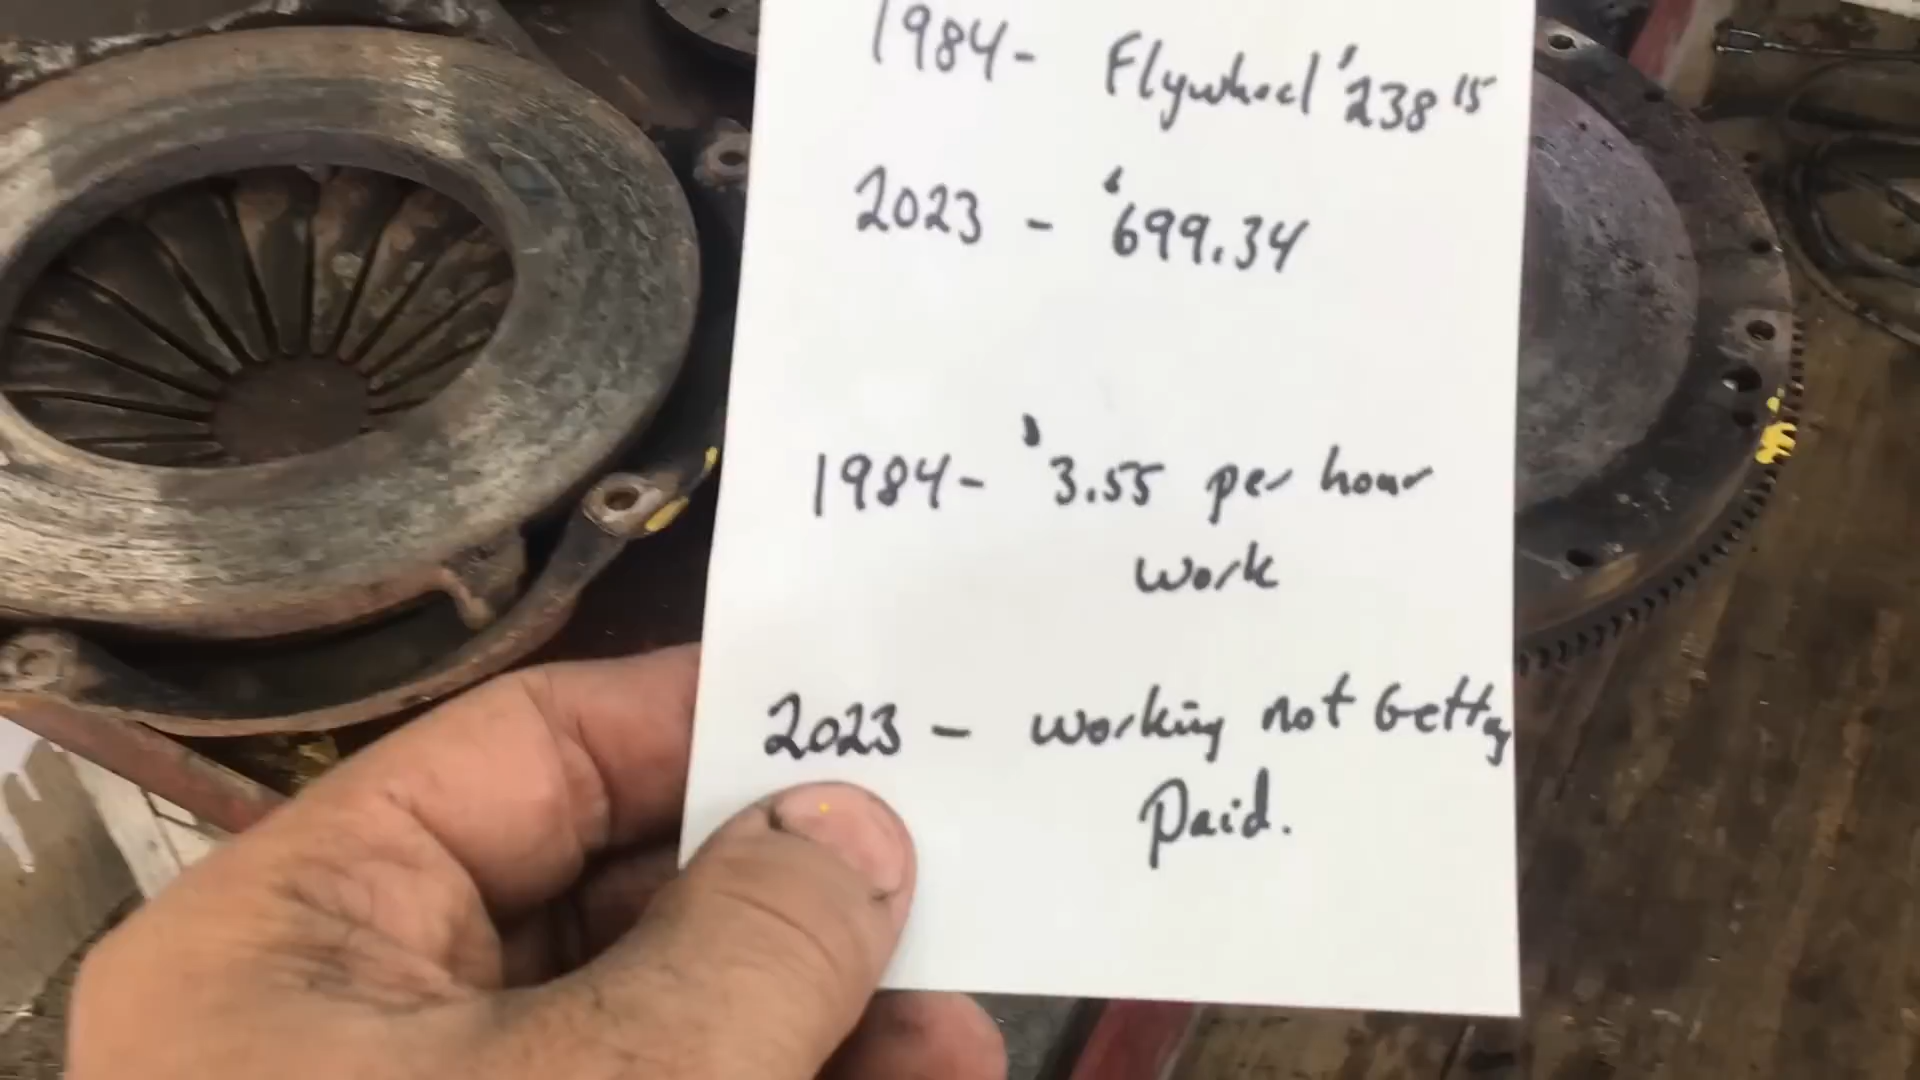 1984- Flywheel '238 15
2023 - '699.34
1984- '3.55 per hour
work
2023 - working not Getting
Paid.